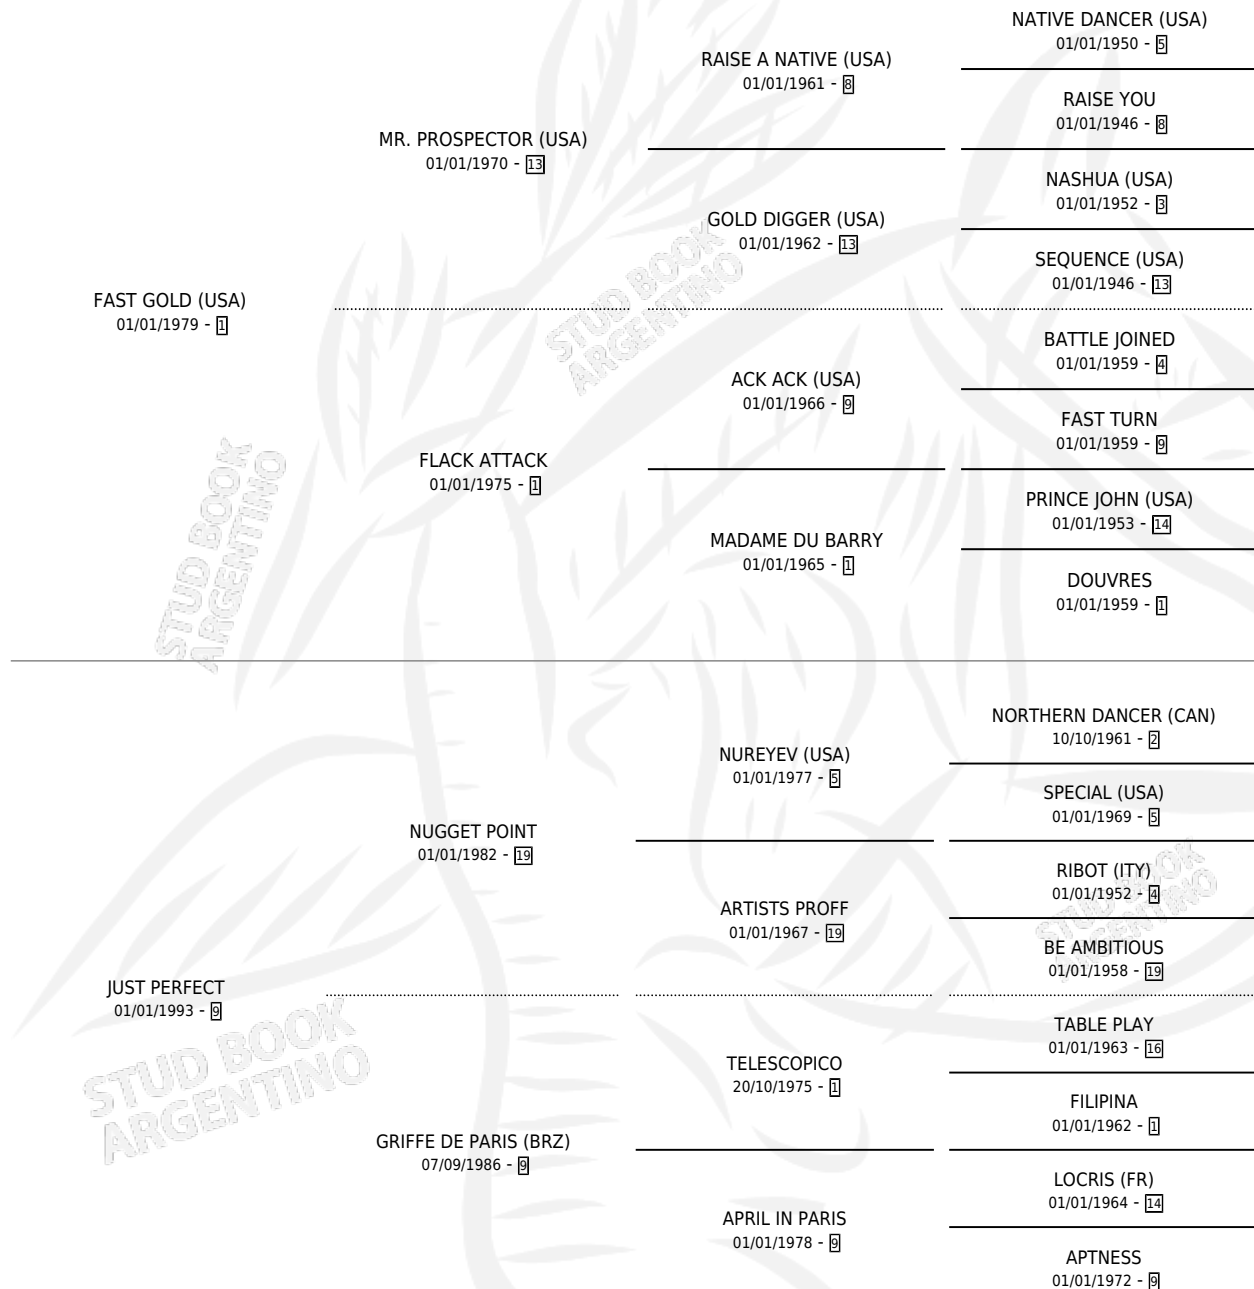 NATIVE DANCER (USA)
01/01/1950 - 5
RAISE A NATIVE (USA)
01/01/1961 - 8
RAISE YOU
01/01/1946 - 8
MR. PROSPECTOR (USA)
01/01/1970 - 13
NASHUA (USA)
01/01/1952 - 3
GOLD DIGGER (USA)
01/01/1962 - 13
SEQUENCE (USA)
01/01/1946 - 13
FAST GOLD (USA)
01/01/1979 - 1
BATTLE JOINED
01/01/1959 - 4
ACK ACK (USA)
01/01/1966 - 9
FAST TURN
01/01/1959 - 9
FLACK ATTACK
01/01/1975 - 1
PRINCE JOHN (USA)
01/01/1953 - 14
MADAME DU BARRY
01/01/1965 - 1
DOUVRES
01/01/1959 - 1
NORTHERN DANCER (CAN)
10/10/1961 - 2
NUREYEV (USA)
01/01/1977 - 5
SPECIAL (USA)
01/01/1969 - 5
NUGGET POINT
01/01/1982 - 19
RIBOT (ITY)
01/01/1952 - 4
ARTISTS PROFF
01/01/1967 - 19
BE AMBITIOUS
01/01/1958 - 19
JUST PERFECT
01/01/1993 - 9
TABLE PLAY
01/01/1963 - 16
TELESCOPICO
20/10/1975 - 1
FILIPINA
01/01/1962 - 1
GRIFFE DE PARIS (BRZ)
07/09/1986 - 9
LOCRIS (FR)
01/01/1964 - 14
APRIL IN PARIS
01/01/1978 - 9
APTNESS
01/01/1972 - 9
STUD BOOK
ARGENTINO
STUD BOOK
ARGENTINO
STUD BOOK
ARGENTINO
STUD BOOK
ARGENTINO